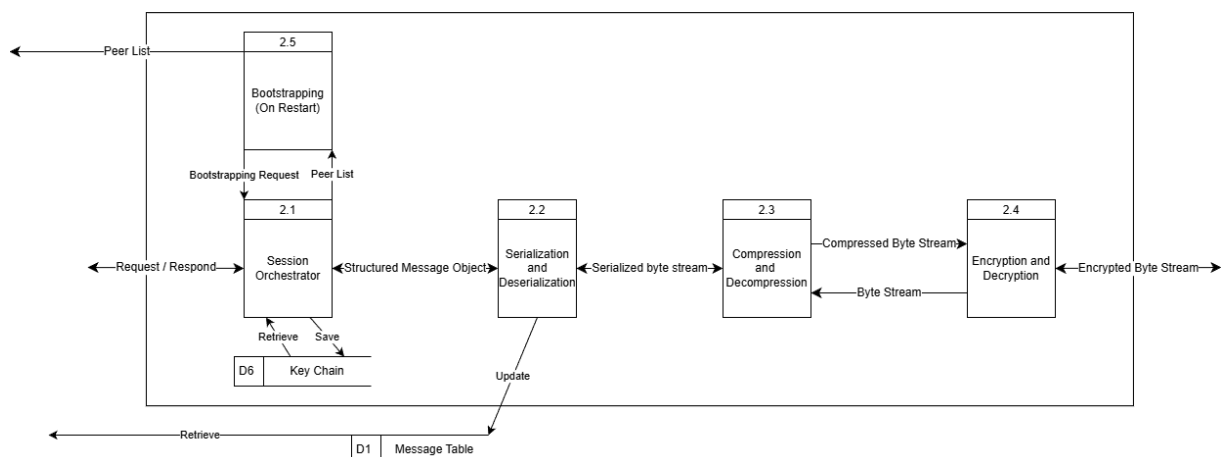 2.5
Peer List
Bootstrapping
(On Restart)
Bootstrapping Request
Peer List
2.1
2.2
2.3
2.4
Compressed Byte Stream
Request / Respond
Session
Orchestrator
Structured Message Object
Serialization
and
Deserialization
Serialized byte stream
Compression
and
Decompression
Encryption and
Decryption
Encrypted Byte Stream
Byte Stream
Retrieve
Save
D6
Key Chain
Update
Retrieve
D1
Message Table